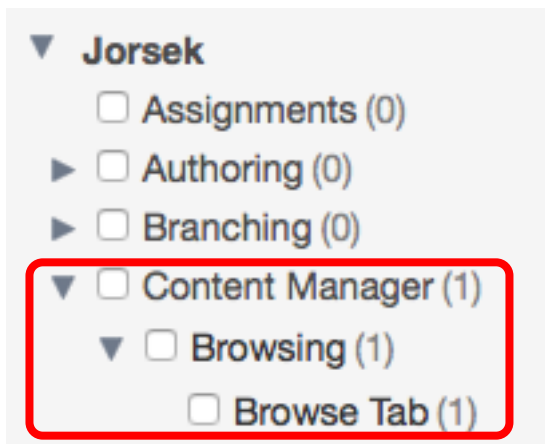 Jorsek
Assignments (0)
Authoring (0)
Branching (0)
Content Manager (1)
Browsing (1)
Browse Tab (1)